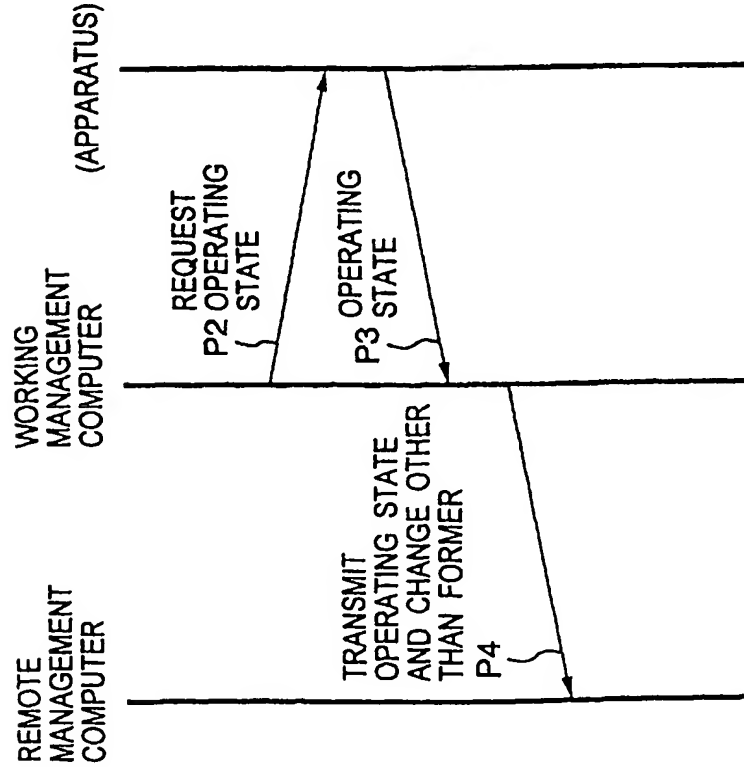 REMOTE
MANAGEMENT
COMPUTER
WORKING
MANAGEMENT
COMPUTER
(APPARATUS)
REQUEST
P2 OPERATING
STATE
P3 OPERATING
STATE
TRANSMIT
OPERATING STATE
AND CHANGE OTHER
THAN FORMER
P4